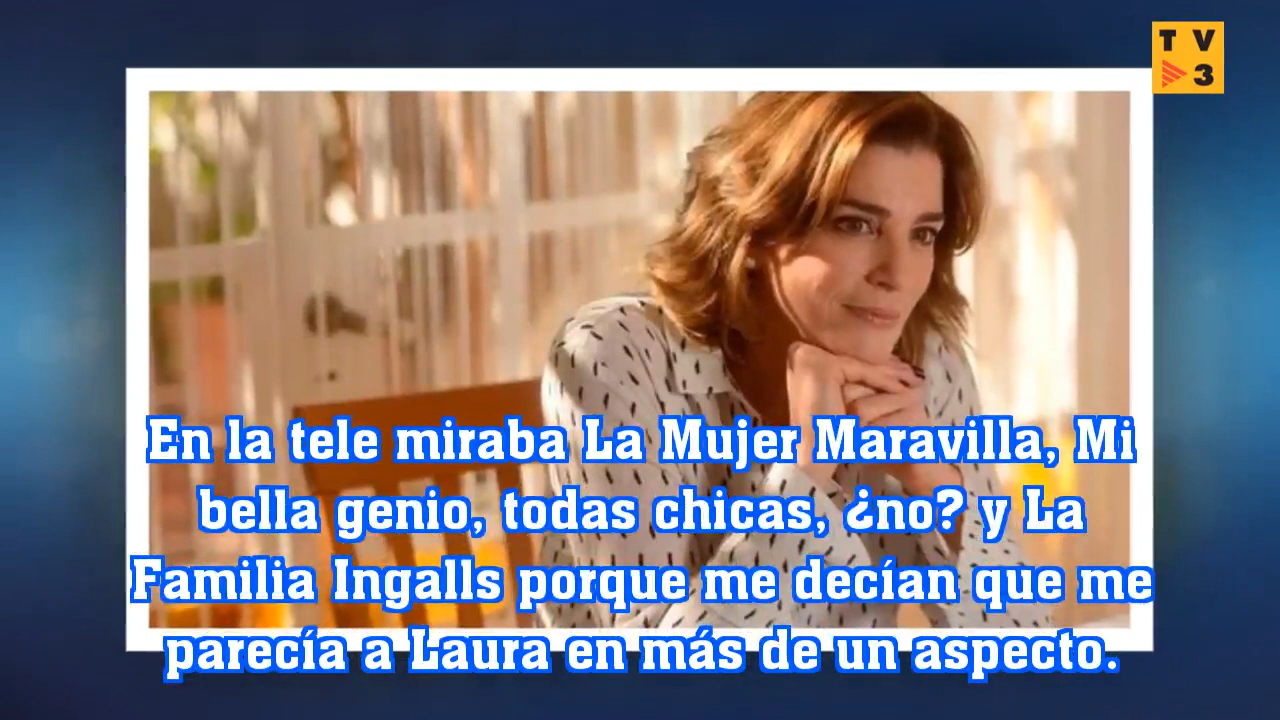 TV
3
En la tele miraba La Mujer Maravilla, Mi
bella genio, todas chicas, ¿no? y La
Familia Ingalls porque me decían que me
parecía a Laura en más de un aspecto.